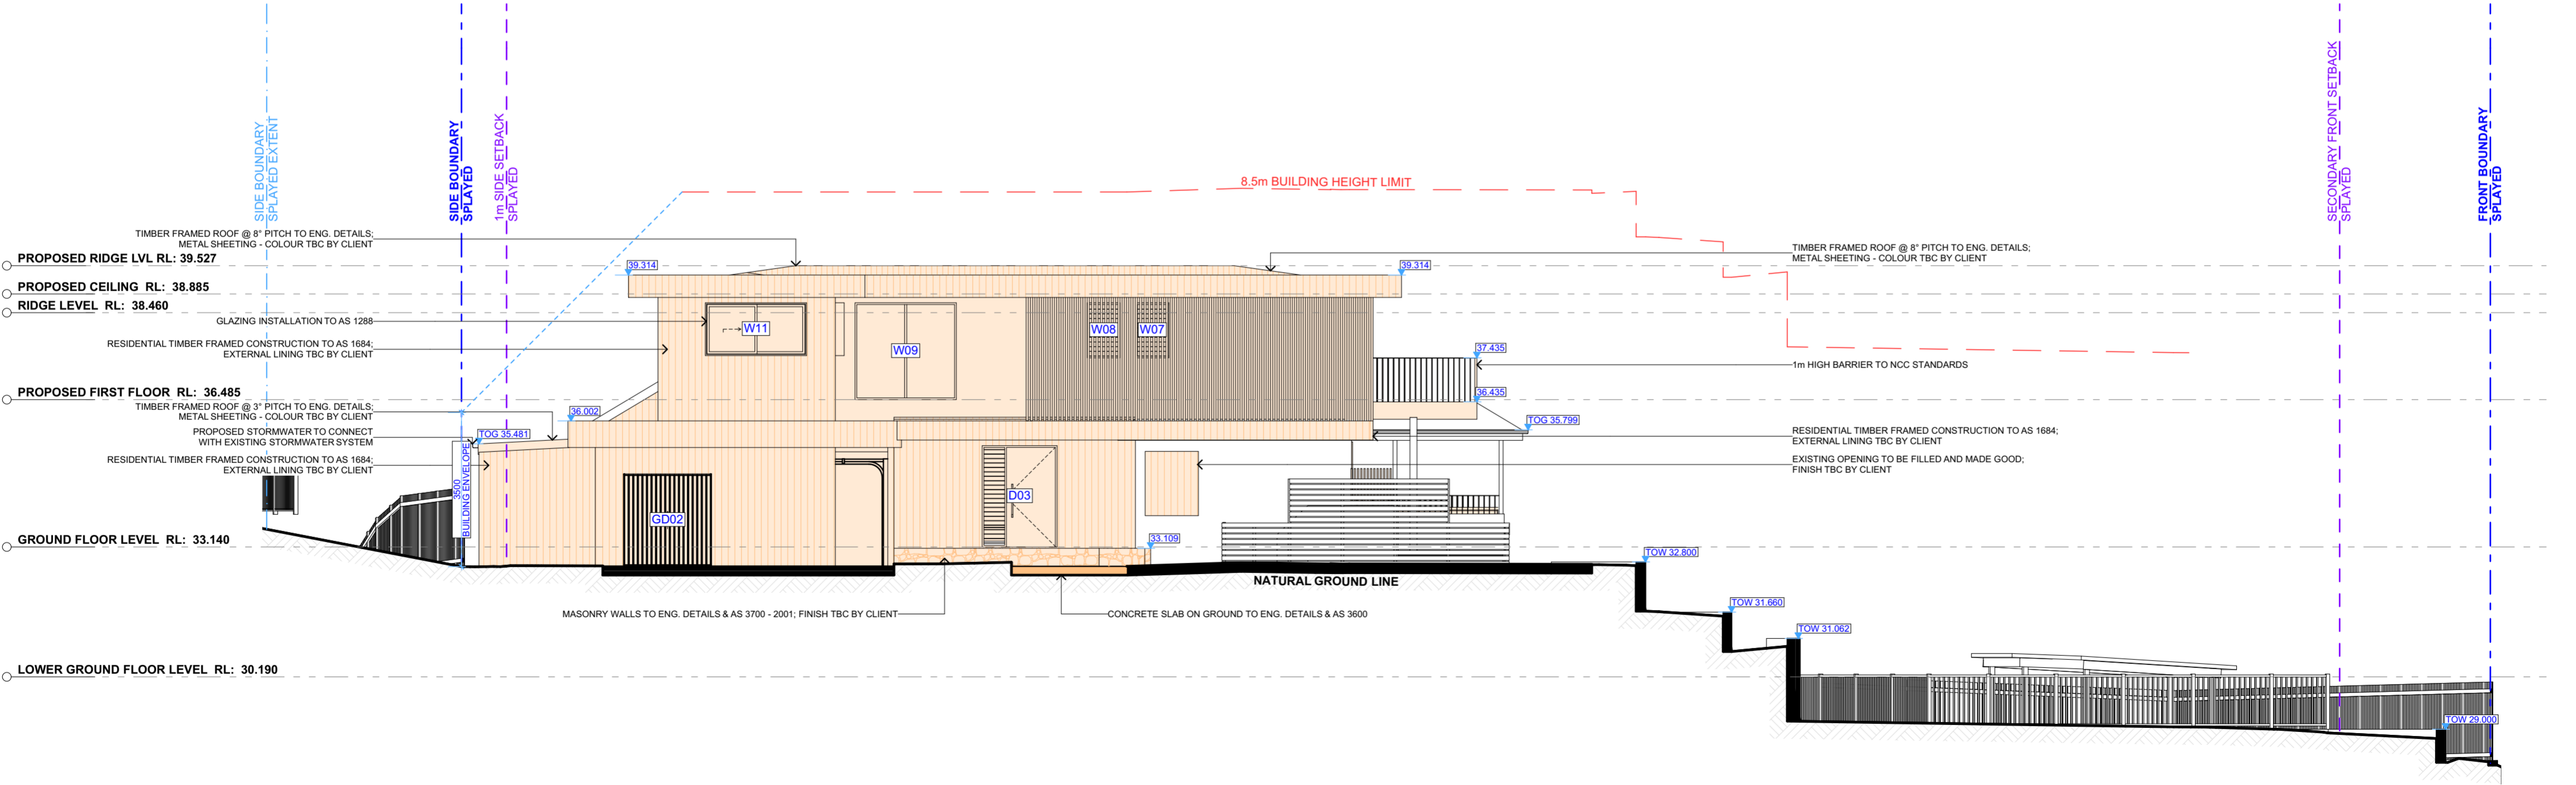 SIDE BOUNDARY
SPLAYED EXTENT
SIDE BOUNDARY
SPLAYED
1m SIDE SETBACK
SPLAYED
SECONDARY FRONT SETBACK
SPLAYED
FRONT BOUNDARY
SPLAYED
8.5m BUILDING HEIGHT LIMIT
TIMBER FRAMED ROOF @ 8° PITCH TO ENG. DETAILS;
METAL SHEETING - COLOUR TBC BY CLIENT
PROPOSED RIDGE LVL RL: 39.527
PROPOSED CEILING RL: 38.885
RIDGE LEVEL RL: 38.460
GLAZING INSTALLATION TO AS 1288
RESIDENTIAL TIMBER FRAMED CONSTRUCTION TO AS 1684;
EXTERNAL LINING TBC BY CLIENT
PROPOSED FIRST FLOOR RL: 36.485
TIMBER FRAMED ROOF @ 3° PITCH TO ENG. DETAILS;
METAL SHEETING - COLOUR TBC BY CLIENT
PROPOSED STORMWATER TO CONNECT
WITH EXISTING STORMWATER SYSTEM
RESIDENTIAL TIMBER FRAMED CONSTRUCTION TO AS 1684;
EXTERNAL LINING TBC BY CLIENT
GROUND FLOOR LEVEL RL: 33.140
LOWER GROUND FLOOR LEVEL RL: 30.190
3500
BUILDING ENVELOPE
39.314
39.314
W11
W09
W08
W07
37.435
36.435
36.002
TOG 35.481
TOG 35.799
GD02
D03
33.109
TIMBER FRAMED ROOF @ 8° PITCH TO ENG. DETAILS;
METAL SHEETING - COLOUR TBC BY CLIENT
1m HIGH BARRIER TO NCC STANDARDS
RESIDENTIAL TIMBER FRAMED CONSTRUCTION TO AS 1684;
EXTERNAL LINING TBC BY CLIENT
EXISTING OPENING TO BE FILLED AND MADE GOOD;
FINISH TBC BY CLIENT
TOW 32.800
NATURAL GROUND LINE
MASONRY WALLS TO ENG. DETAILS & AS 3700 - 2001; FINISH TBC BY CLIENT
CONCRETE SLAB ON GROUND TO ENG. DETAILS & AS 3600
TOW 31.660
TOW 31.062
TOW 29.000